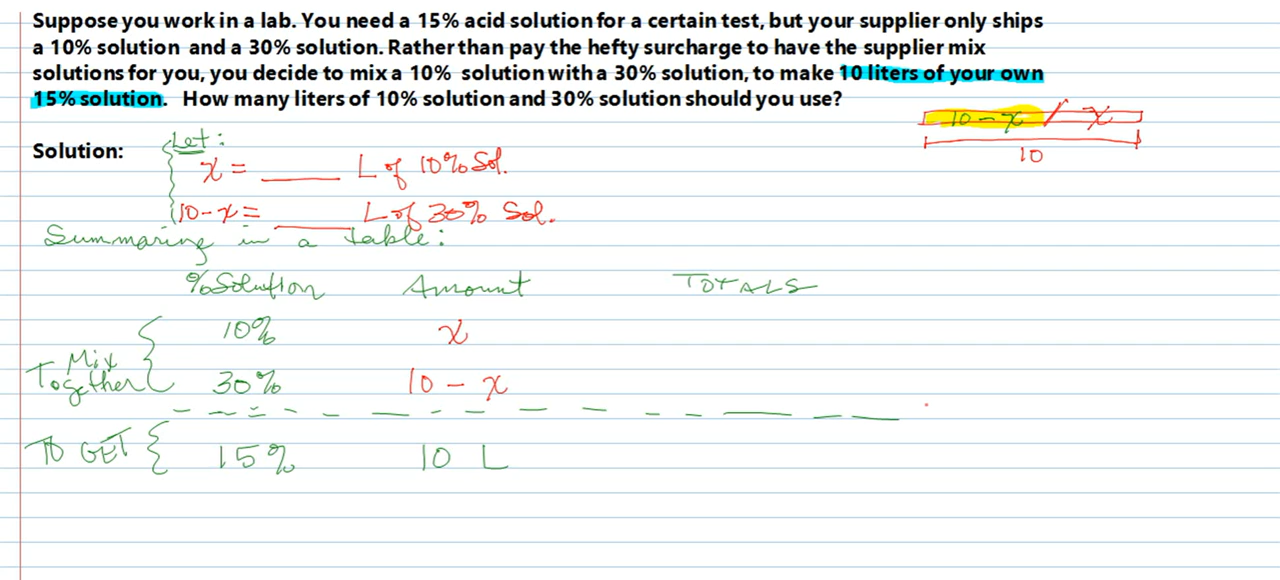 Suppose you work in a lab. You need a 15% acid solution for a certain test, but your supplier only ships
a 10% solution and a 30% solution. Rather than pay the hefty surcharge to have the supplier mix
solutions for you, you decide to mix a 10% solution with a 30% solution, to make 10 liters of your own
15% solution. How many liters of 10% solution and 30% solution should you use?
10 - x / x
10
Solution:
Let:
x = ____ L of 10% Sol.
10 - x = ____ L of 30% Sol.
Summaring in a table:
% Solution Amount TOTALS
10% x
Mix Together { 30% 10 - x
TO GET { 15% 10 L